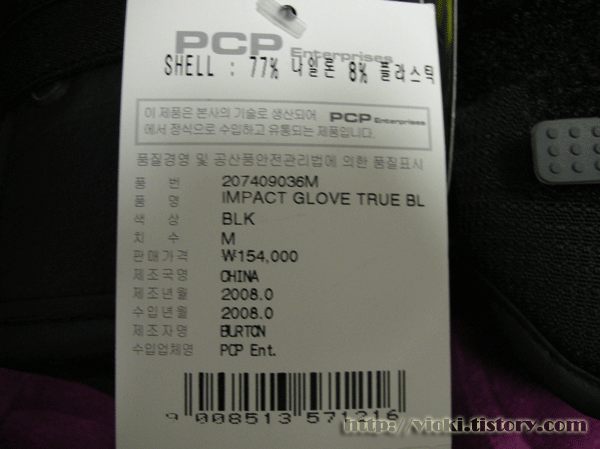 PCP Enterprises
SHELL : 77% 나일론 8% 플라스틱
이 제품은 본사의 기술로 생산되어 PCP Enterprises
에서 정식으로 수입하고 유통되는 제품입니다.
품질경영 및 공산품안전관리법에 의한 품질표시
품 번 207409036M
품 명 IMPACT GLOVE TRUE BL
색 상 BLK
치 수 M
판매가격 ₩154,000
제조국명 CHINA
제조년월 2008.0
수입년월 2008.0
제조자명 BURTON
수입업체명 PCP Ent.
9 008513 571216
http://vicki.tistory.com